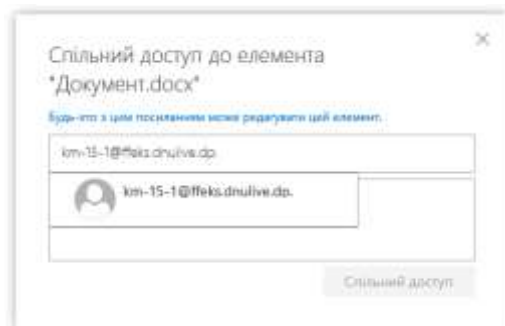 Спільний доступ до елемента
"Документ.docx"
Будь-хто з цим посиланням може редагувати цей елемент.
km-15-1@ffeks.dnulive.dp.
km-15-1@ffeks.dnulive.dp.
Спільний доступ